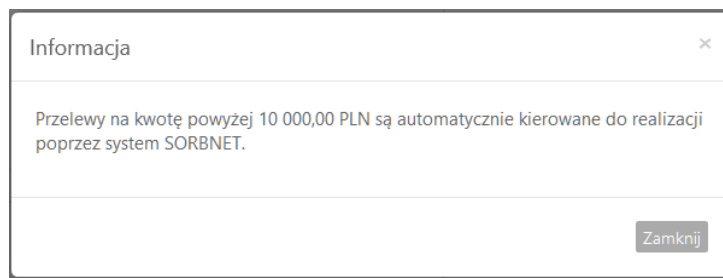 Informacja ×
Przelewy na kwotę powyżej 10 000,00 PLN są automatycznie kierowane do realizacji
poprzez system SORBNET.
Zamknij